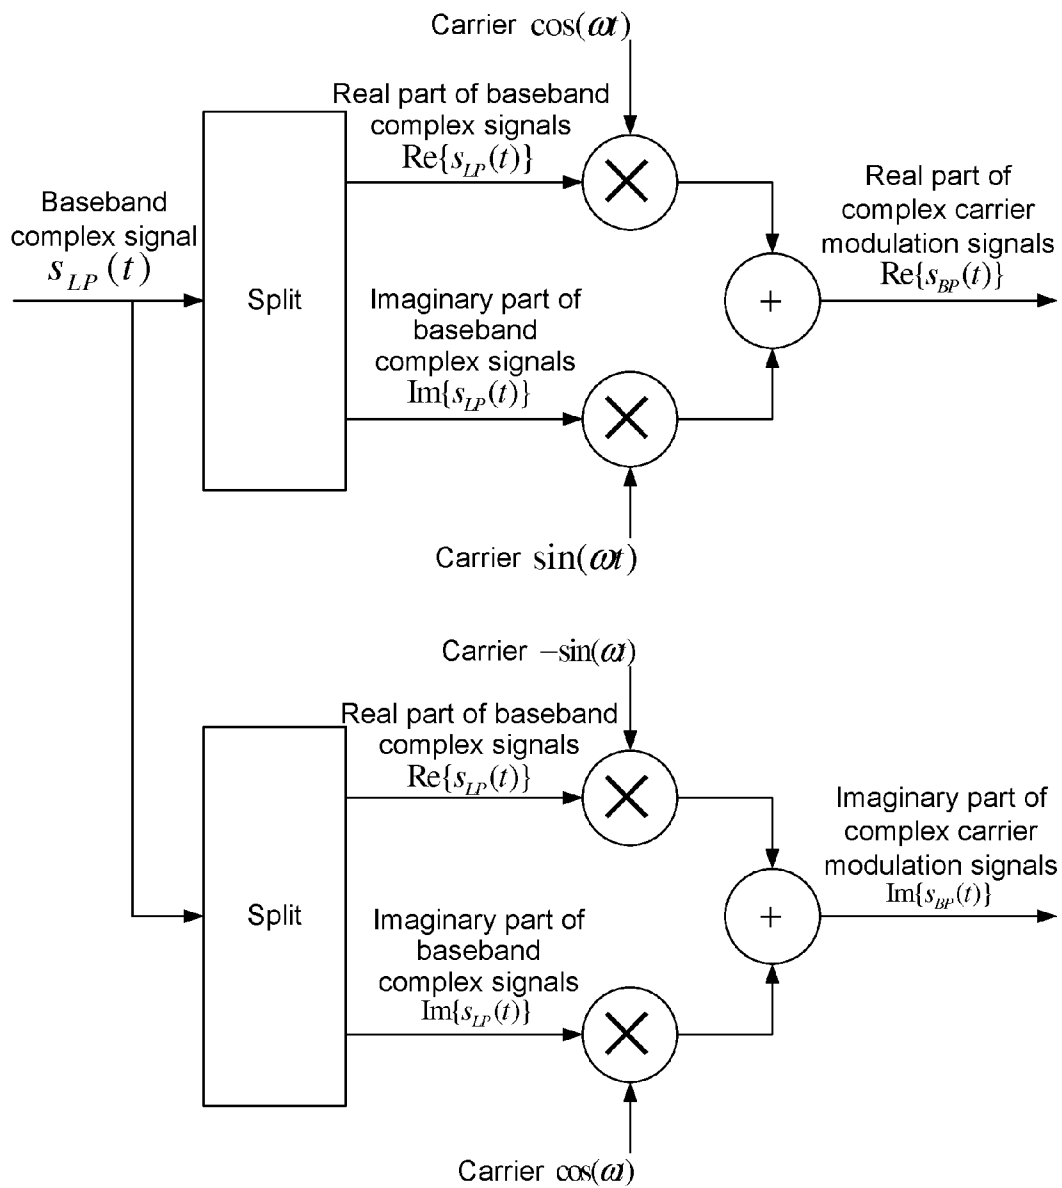 Carrier cos(ωt)
Real part of baseband
complex signals
Re{s_LP(t)}
Baseband
complex signal
s_LP(t)
Split
Imaginary part of
baseband
complex signals
Im{s_LP(t)}
+
Real part of
complex carrier
modulation signals
Re{s_BP(t)}
Carrier sin(ωt)
Carrier −sin(ωt)
Real part of baseband
complex signals
Re{s_LP(t)}
Split
Imaginary part of
baseband
complex signals
Im{s_LP(t)}
+
Imaginary part of
complex carrier
modulation signals
Im{s_BP(t)}
Carrier cos(ωt)